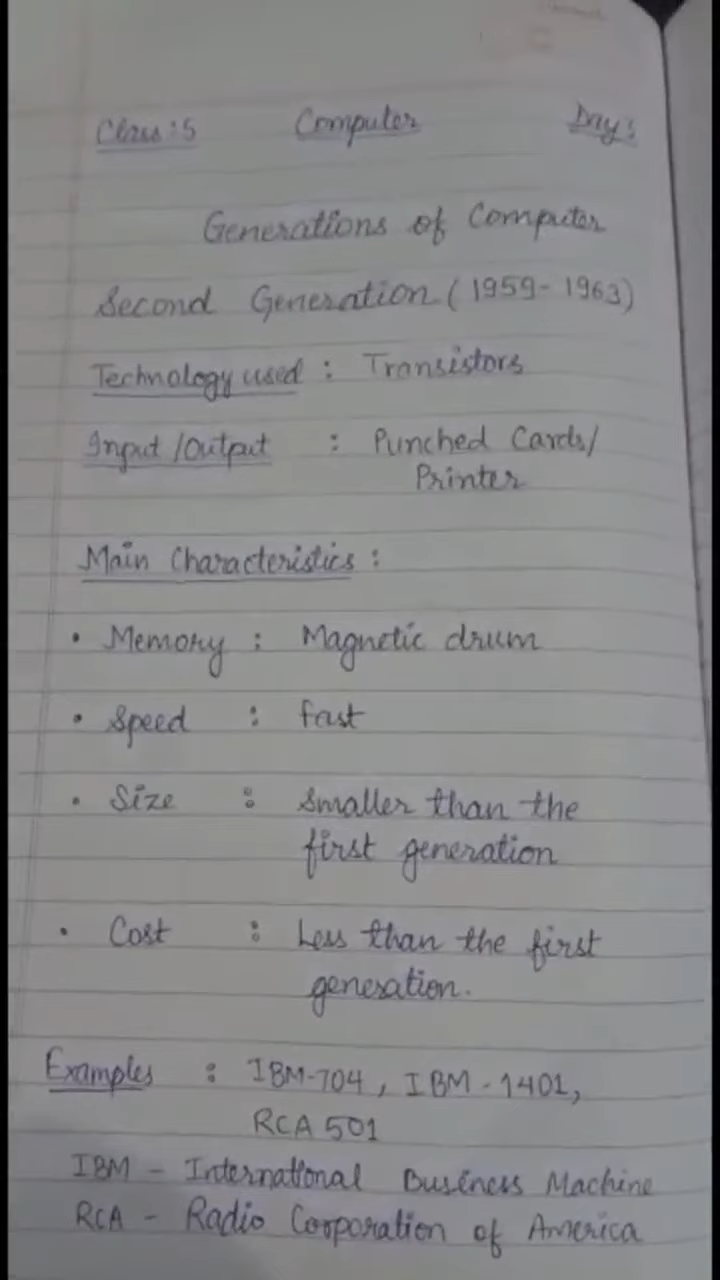 Class:5 Computer Day:
Generations of Computer
Second Generation (1959-1963)
Technology used : Transistors
Input /Output : Punched Cards/
Printer
Main Characteristics :
• Memory : Magnetic drum
• Speed : fast
• Size : Smaller than the
first generation
• Cost : Less than the first
generation.
Examples : IBM-704, IBM-1401,
RCA 501
IBM - International Business Machine
RCA - Radio Cooporation of America